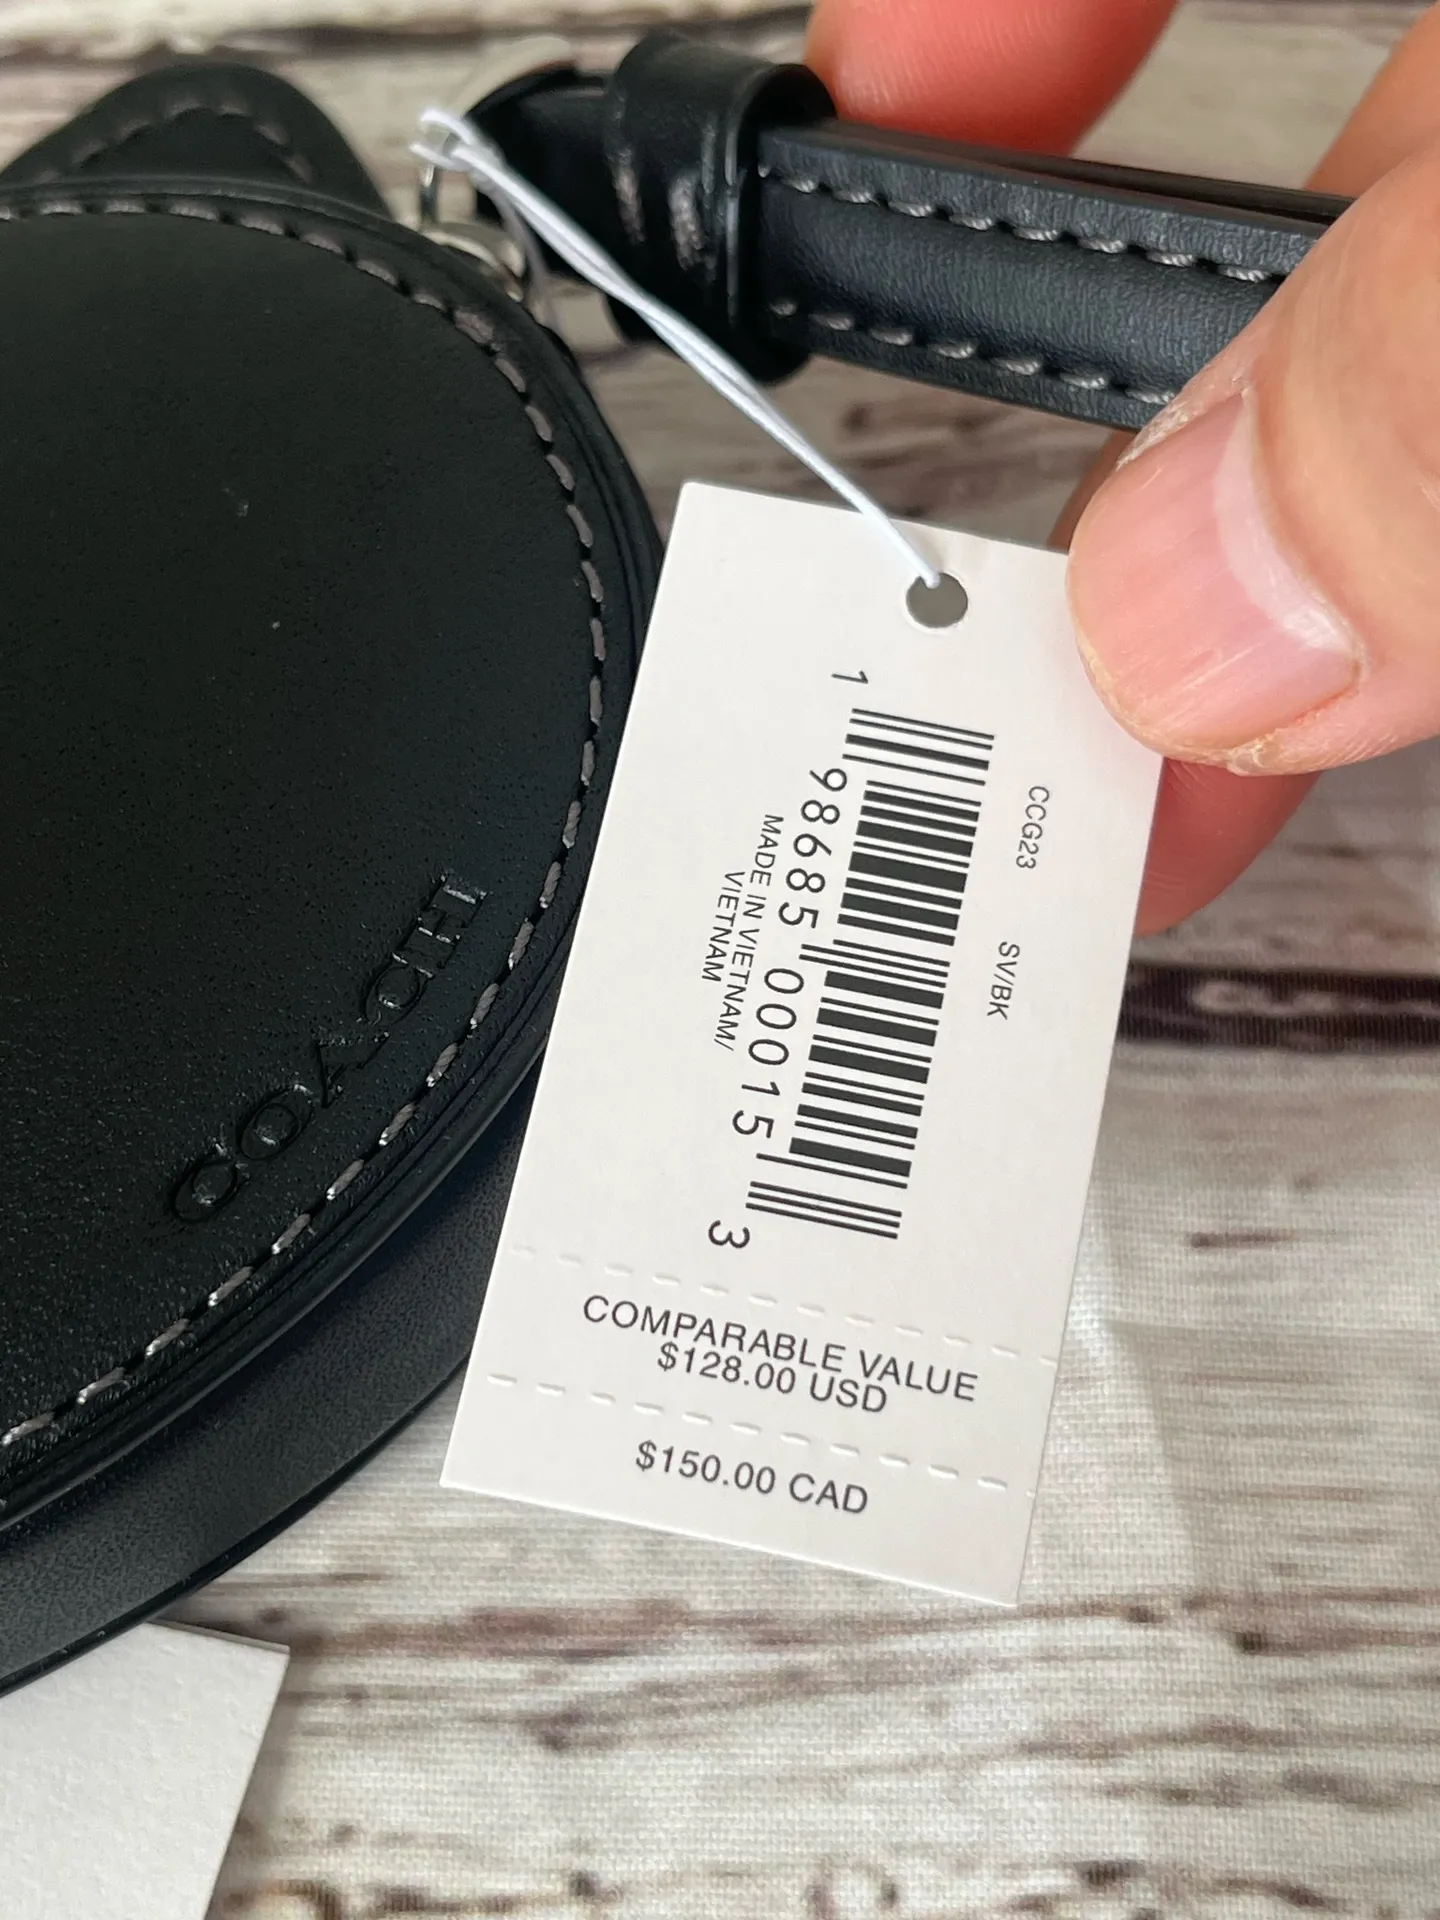 COACH
CCG23 SV/BK
1 98685 00015 3
MADE IN VIETNAM/
VIETNAM
COMPARABLE VALUE
$128.00 USD
$150.00 CAD